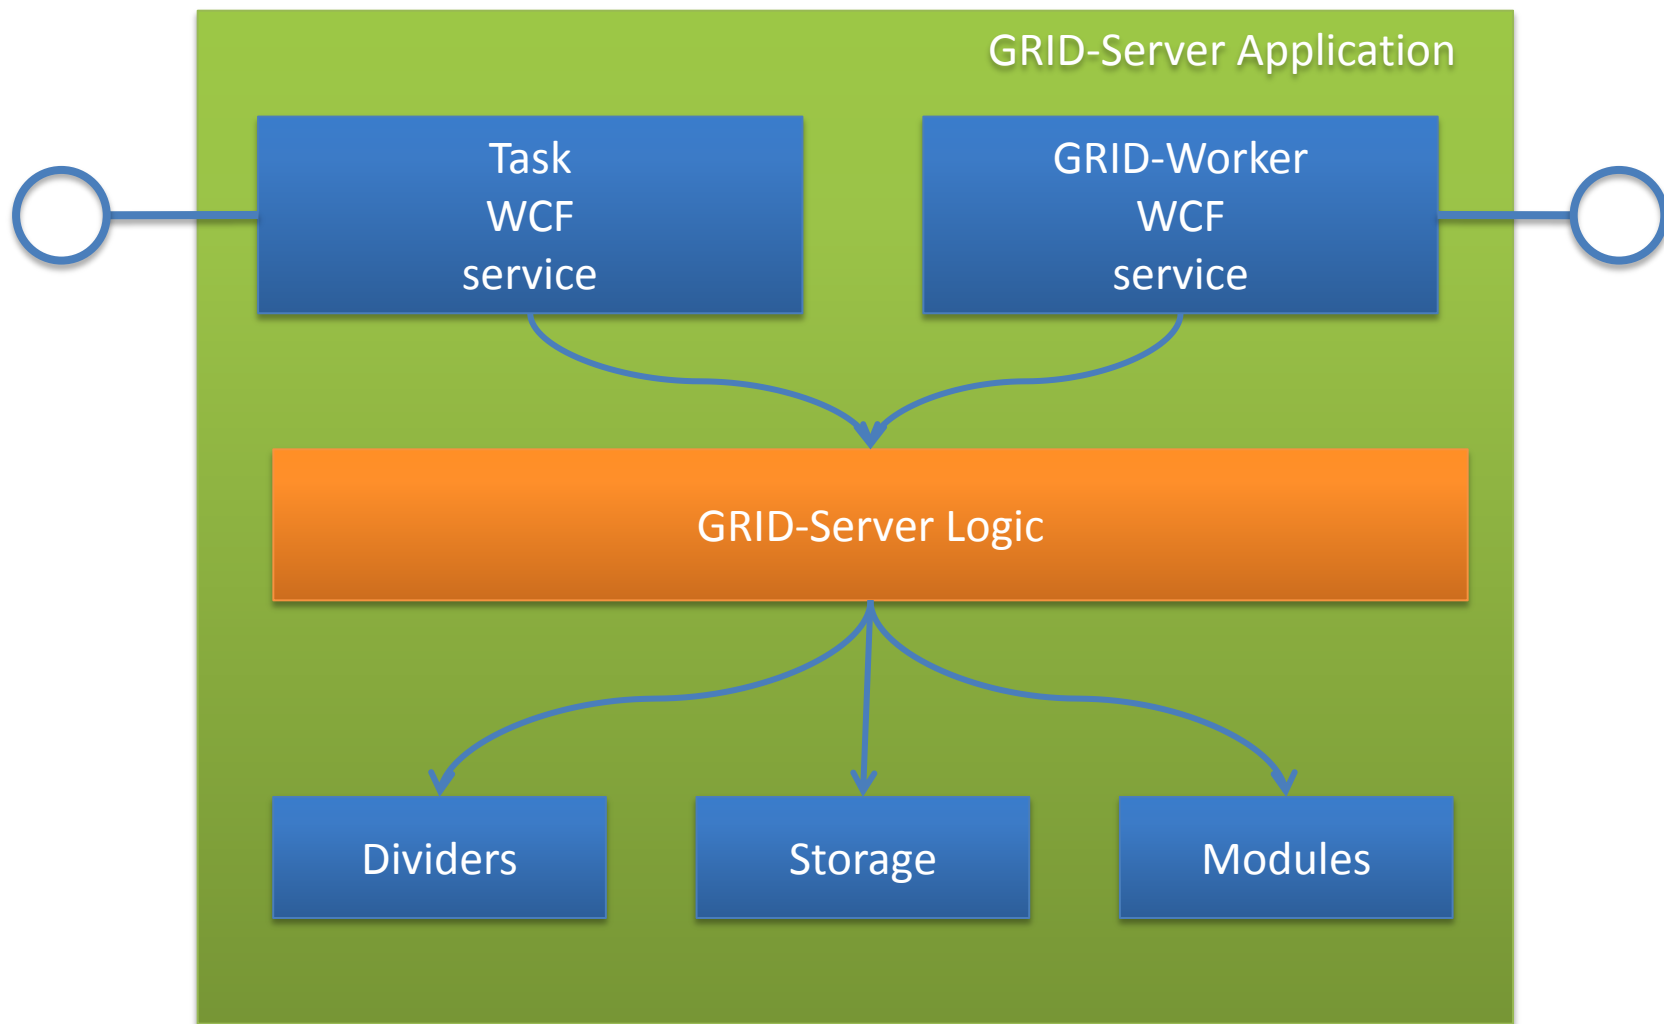 GRID-Server Application
Task
WCF
service
GRID-Worker
WCF
service
GRID-Server Logic
Dividers
Storage
Modules